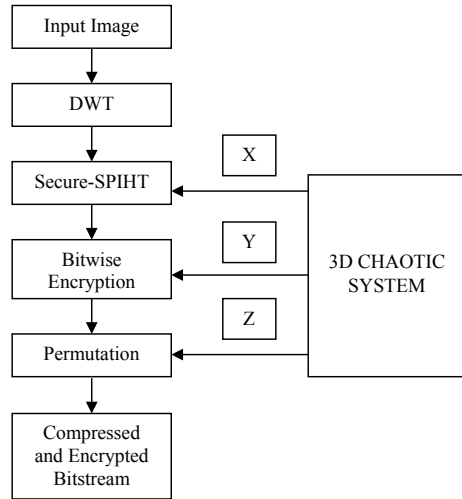 Input Image
DWT
X
Secure-SPIHT
Y
Bitwise
Encryption
3D CHAOTIC
SYSTEM
Z
Permutation
Compressed
and Encrypted
Bitstream